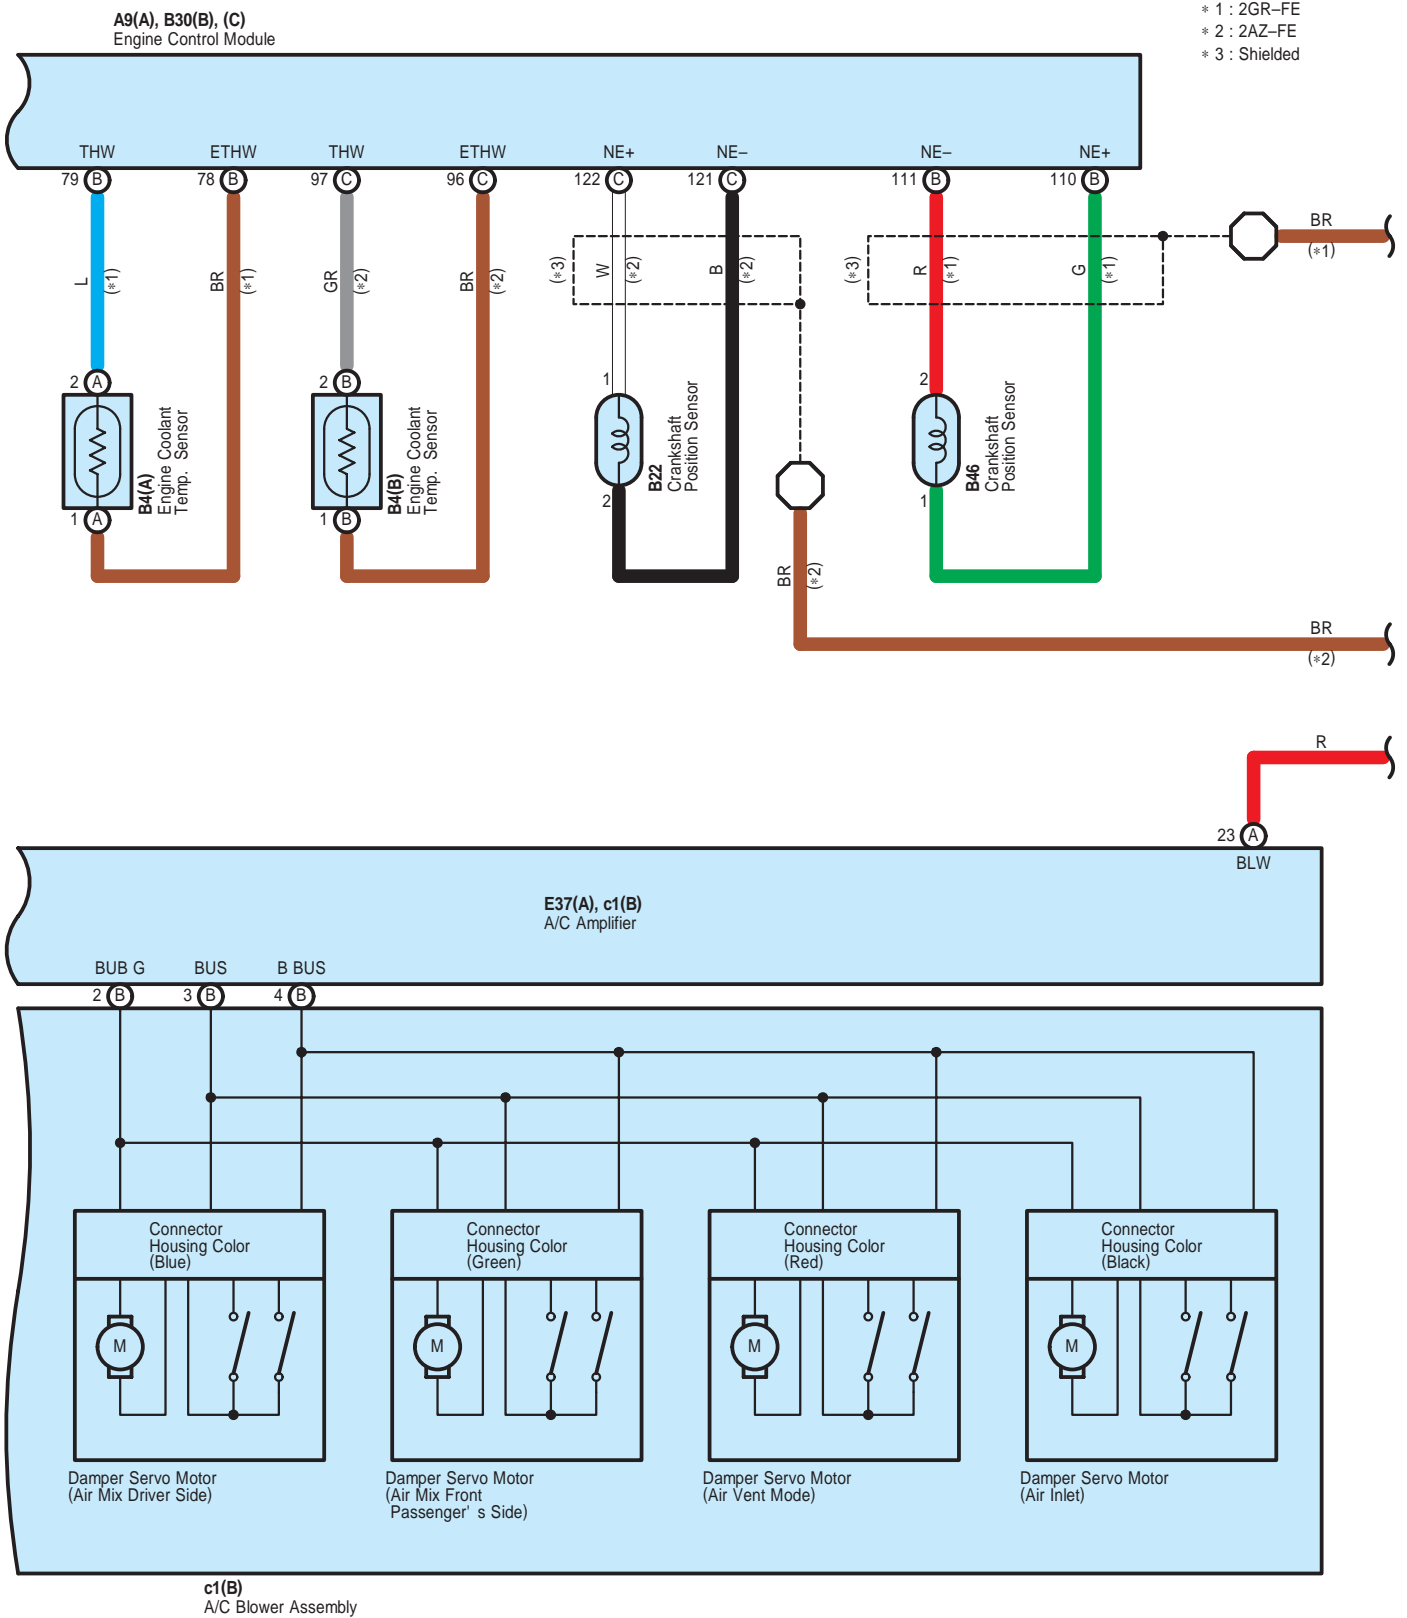 A9(A), B30(B), (C)
Engine Control Module
∗ 1 : 2GR–FE
∗ 2 : 2AZ–FE
∗ 3 : Shielded
THW ETHW THW ETHW NE+ NE– NE– NE+
79 B 78 B 97 C 96 C 122 C 121 C 111 B 110 B
L (∗1) BR (∗1) GR (∗2) BR (∗2) (∗3) W (∗2) B (∗2) (∗3) R (∗1) G (∗1)
BR
(∗1)
2 A 2 B 1 2
B4(A)
Engine Coolant
Temp. Sensor
B4(B)
Engine Coolant
Temp. Sensor
B22
Crankshaft
Position Sensor
B46
Crankshaft
Position Sensor
1 A 1 B 2 1
BR (∗2)
BR
(∗2)
R
23 A
BLW
E37(A), c1(B)
A/C Amplifier
BUB G BUS B BUS
2 B 3 B 4 B
Connector
Housing Color
(Blue)
Connector
Housing Color
(Green)
Connector
Housing Color
(Red)
Connector
Housing Color
(Black)
M M M M
Damper Servo Motor
(Air Mix Driver Side)
Damper Servo Motor
(Air Mix Front
Passenger' s Side)
Damper Servo Motor
(Air Vent Mode)
Damper Servo Motor
(Air Inlet)
c1(B)
A/C Blower Assembly